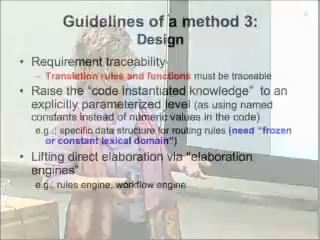 Guidelines of a method 3:
Design
• Requirement traceability-
– Translation rules and functions must be traceable
• Raise the "code instantiated knowledge" to an
explicitly parameterized level (as using named
constants instead of numeric values in the code)
e.g., specific data structure for routing rules (need "frozen
or constant lexical domain")
• Lifting direct elaboration via "elaboration
engines"
e.g., rules engine, workflow engine